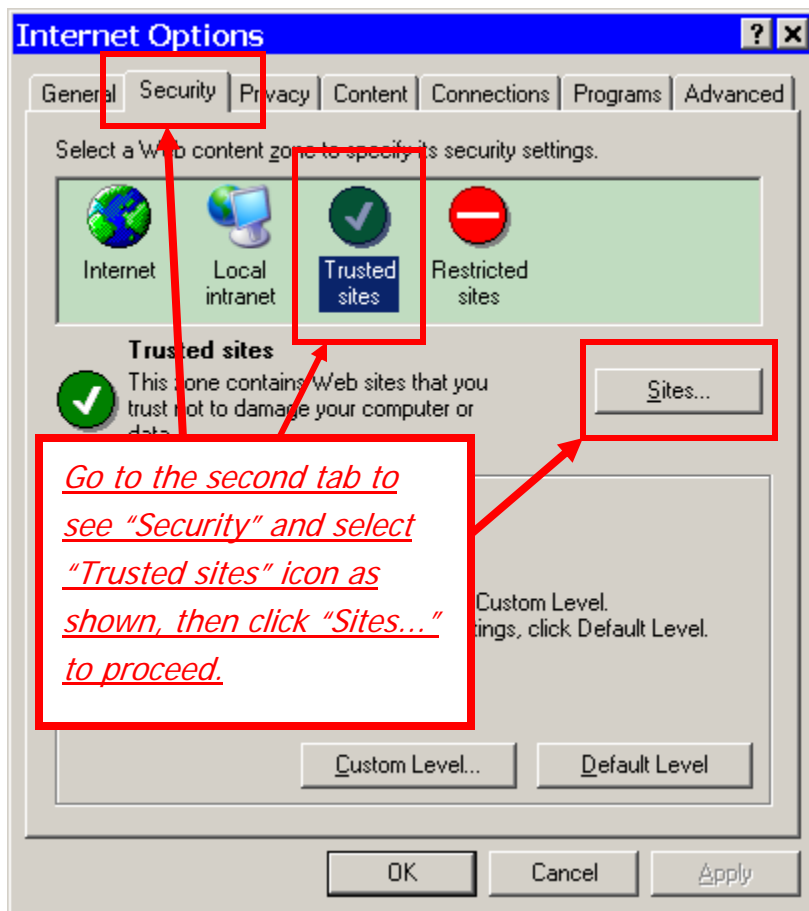 Internet Options
General Security Privacy Content Connections Programs Advanced
Select a Web content zone to specify its security settings.
Internet
Local
intranet
Trusted
sites
Restricted
sites
Trusted sites
This zone contains Web sites that you
trust not to damage your computer or
data.
Sites...
Go to the second tab to
see “Security” and select
“Trusted sites” icon as
shown, then click “Sites...”
to proceed.
Custom Level.
tings, click Default Level.
Custom Level...
Default Level
OK
Cancel
Apply